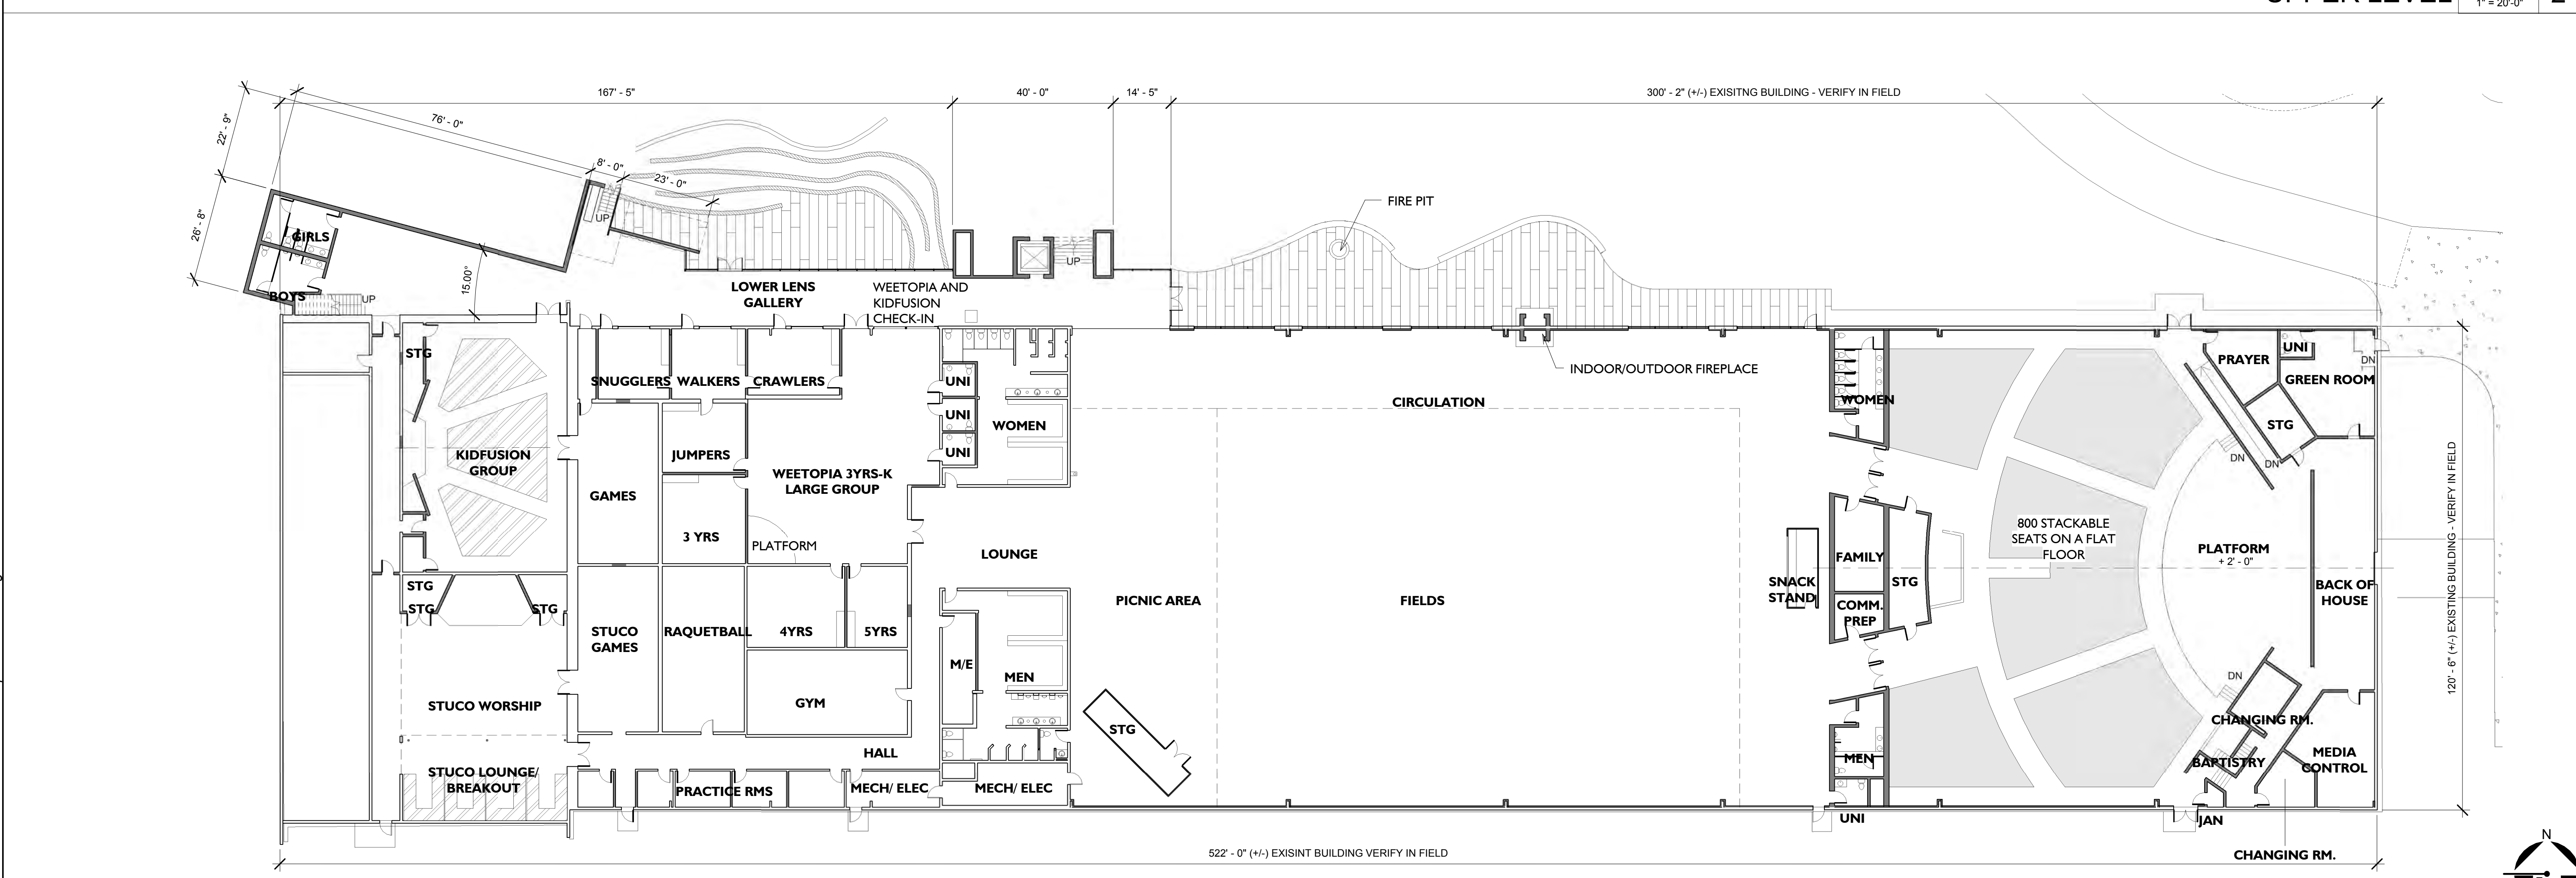 1" = 20'-0"
167' - 5"
40' - 0"
14' - 5"
300' - 2" (+/-) EXISITNG BUILDING - VERIFY IN FIELD
22' - 9"
76' - 0"
8' - 0"
23' - 0"
26' - 8"
15.00°
GIRLS
BOYS
UP
UP
UP
FIRE PIT
LOWER LENS
GALLERY
WEETOPIA AND
KIDFUSION
CHECK-IN
INDOOR/OUTDOOR FIREPLACE
STG
SNUGGLERS
WALKERS
CRAWLERS
UNI
UNI
UNI
WOMEN
CIRCULATION
WOMEN
PRAYER
UNI
DN
GREEN ROOM
STG
DN
DN
KIDFUSION
GROUP
GAMES
JUMPERS
WEETOPIA 3YRS-K
LARGE GROUP
3 YRS
PLATFORM
LOUNGE
800 STACKABLE
SEATS ON A FLAT
FLOOR
PLATFORM
+ 2' - 0"
FAMILY
STG
SNACK
STAND
COMM.
PREP
BACK OF
HOUSE
STG
STG
STG
STUCO
GAMES
RAQUETBALL
4YRS
5YRS
M/E
MEN
PICNIC AREA
FIELDS
120' - 6" (+/-) EXISTING BUILDING - VERIFY IN FIELD
STUCO WORSHIP
GYM
STG
DN
CHANGING RM.
HALL
STUCO LOUNGE/
BREAKOUT
PRACTICE RMS
MECH/ ELEC
MECH/ ELEC
MEN
BAPTISTRY
MEDIA
CONTROL
UNI
JAN
CHANGING RM.
522' - 0" (+/-) EXISINT BUILDING VERIFY IN FIELD
N